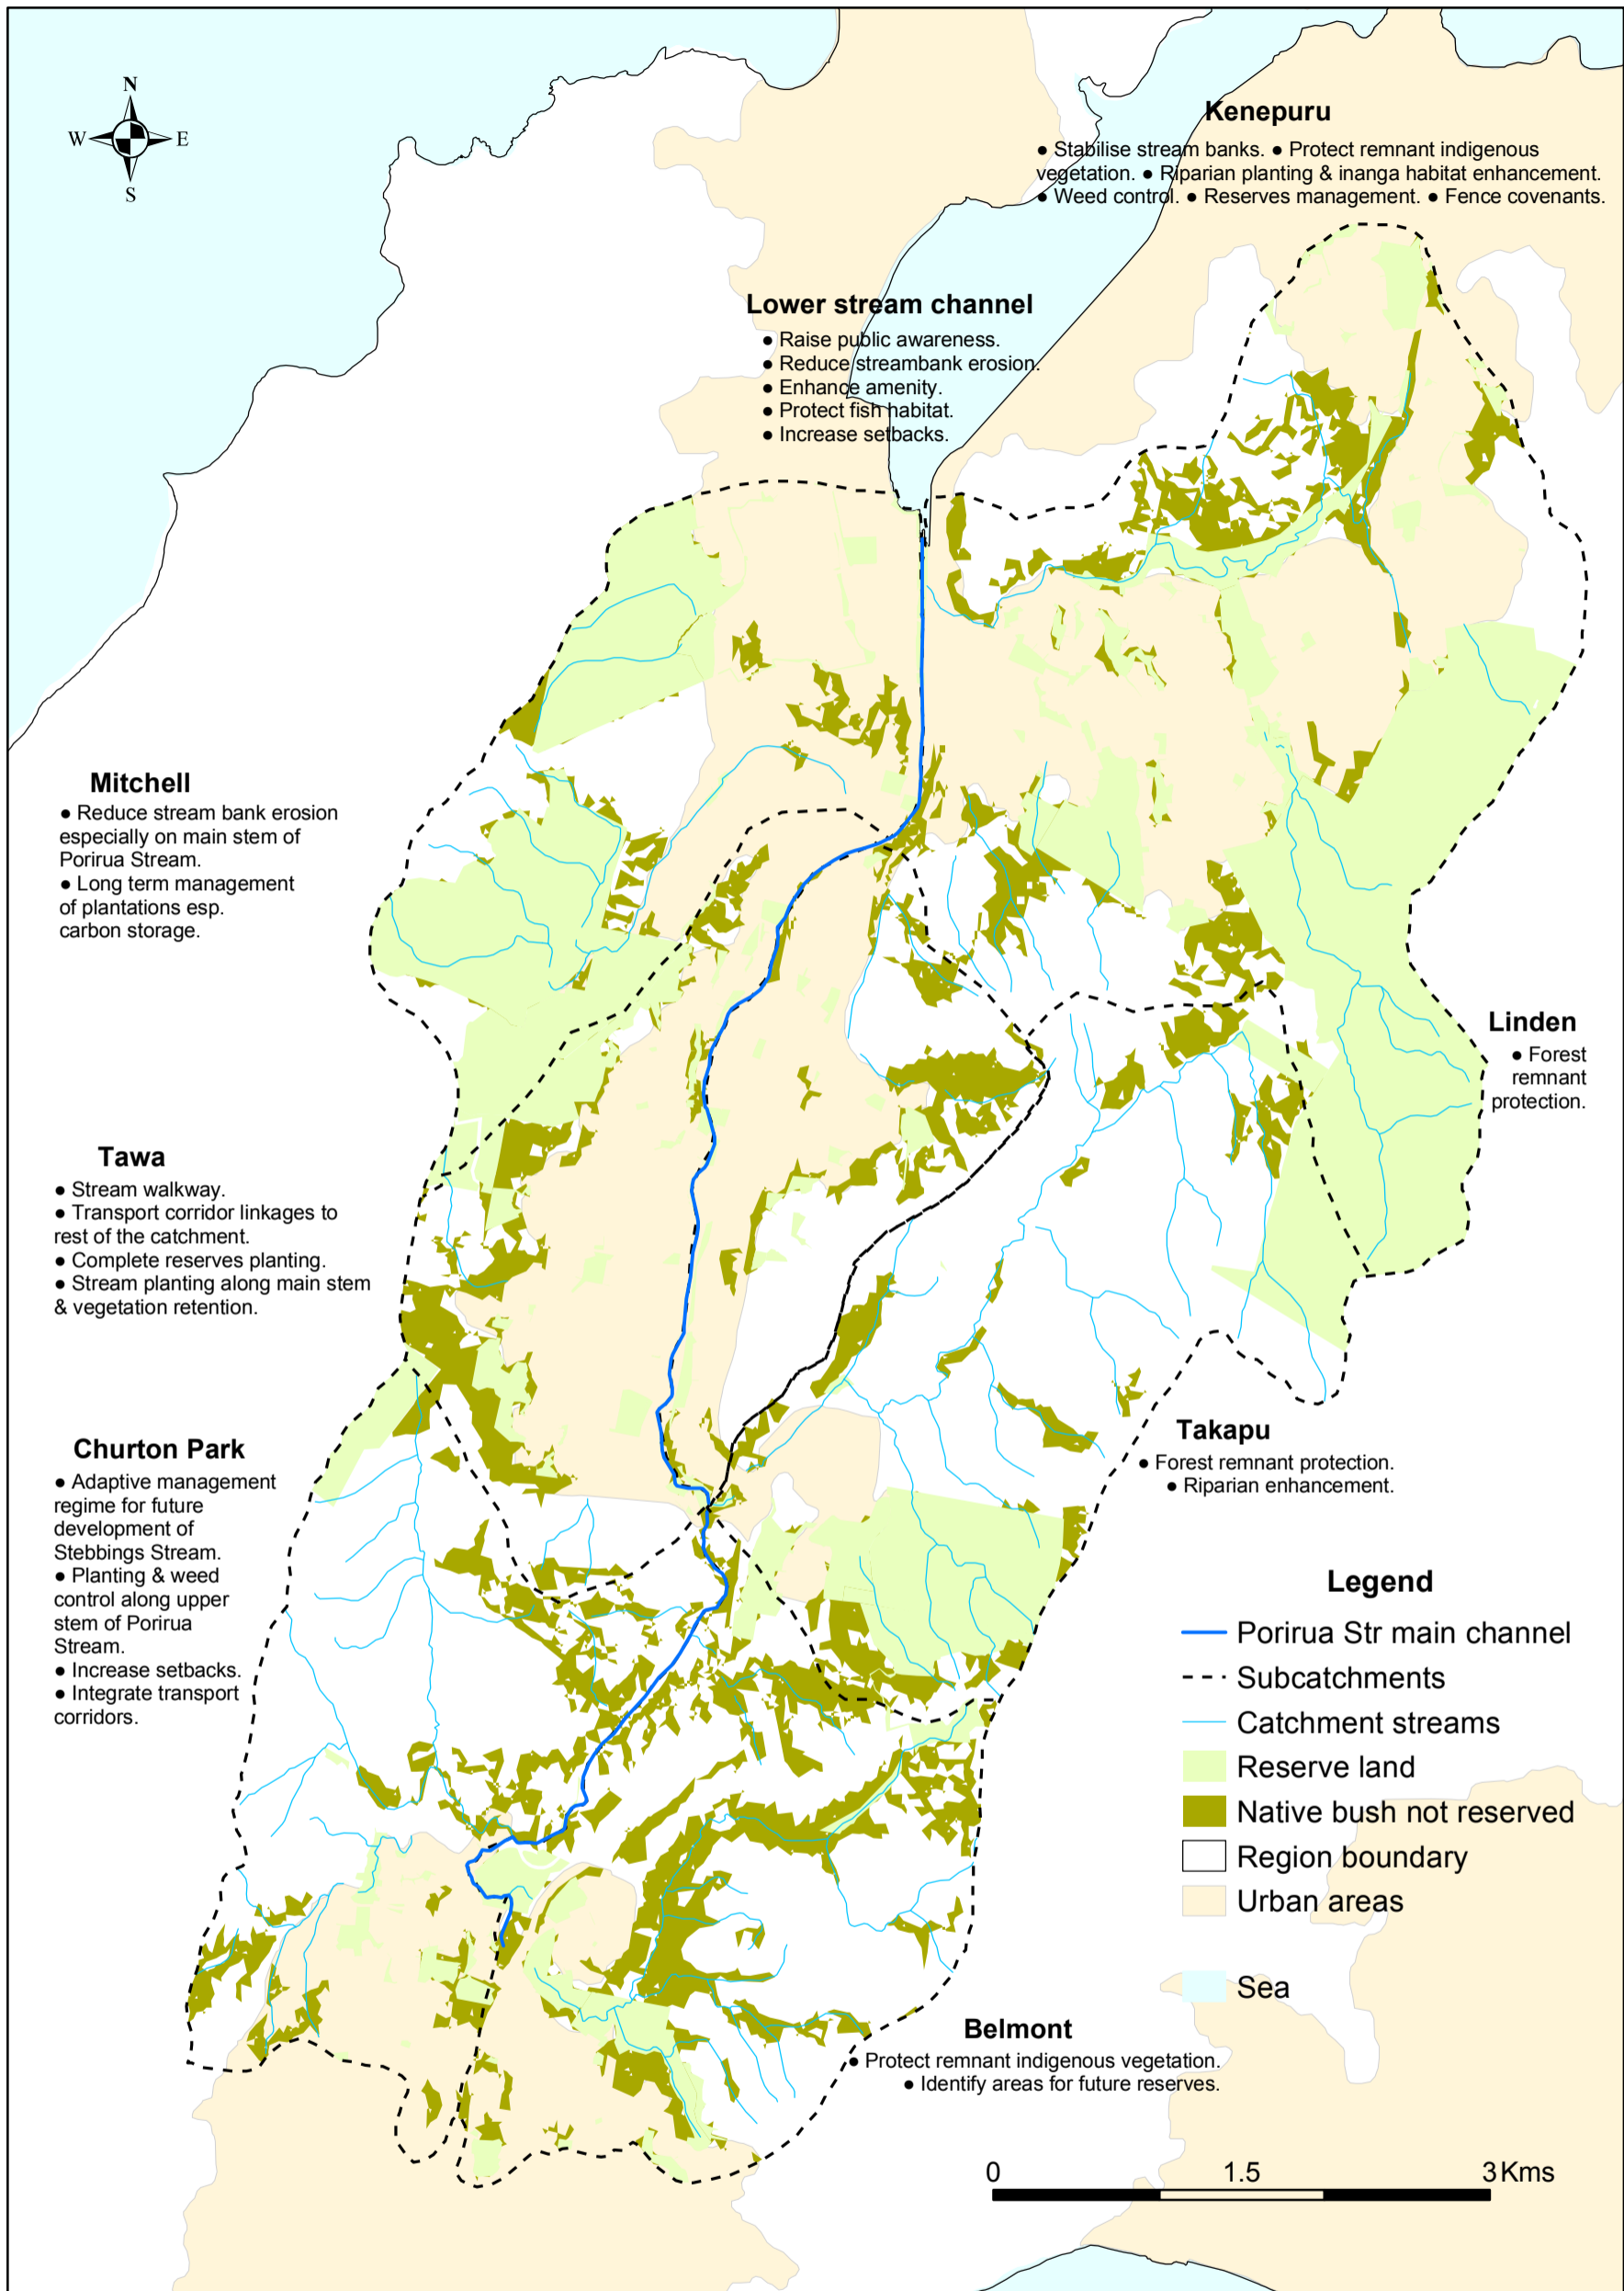 N
W E
S
Kenepuru
● Stabilise stream banks. ● Protect remnant indigenous
vegetation. ● Riparian planting & inanga habitat enhancement.
● Weed control. ● Reserves management. ● Fence covenants.
Lower stream channel
● Raise public awareness.
● Reduce streambank erosion.
● Enhance amenity.
● Protect fish habitat.
● Increase setbacks.
Mitchell
● Reduce stream bank erosion
especially on main stem of
Porirua Stream.
● Long term management
of plantations esp.
carbon storage.
Linden
● Forest
remnant
protection.
Tawa
● Stream walkway.
● Transport corridor linkages to
rest of the catchment.
● Complete reserves planting.
● Stream planting along main stem
& vegetation retention.
Takapu
● Forest remnant protection.
● Riparian enhancement.
Churton Park
● Adaptive management
regime for future
development of
Stebbings Stream.
● Planting & weed
control along upper
stem of Porirua
Stream.
● Increase setbacks.
● Integrate transport
corridors.
Legend
Porirua Str main channel
Subcatchments
Catchment streams
Reserve land
Native bush not reserved
Region boundary
Urban areas
Sea
Belmont
● Protect remnant indigenous vegetation.
● Identify areas for future reserves.
0 1.5 3 Kms